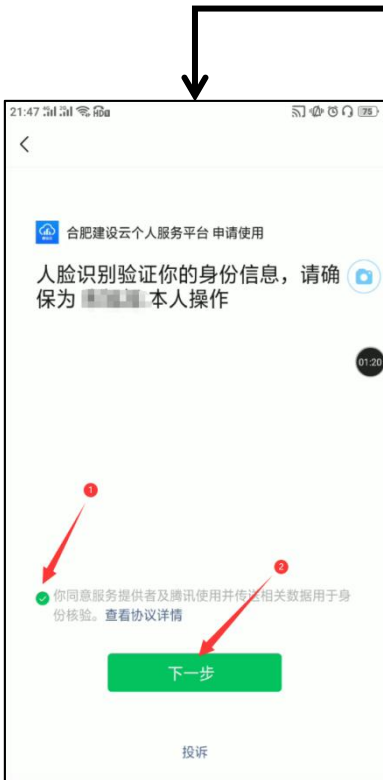 21:47 HD
75
合肥建设云个人服务平台 申请使用
人脸识别验证你的身份信息，请确
保为 本人操作
01:20
1
2
你同意服务提供者及腾讯使用并传送相关数据用于身
份核验。查看协议详情
下一步
投诉